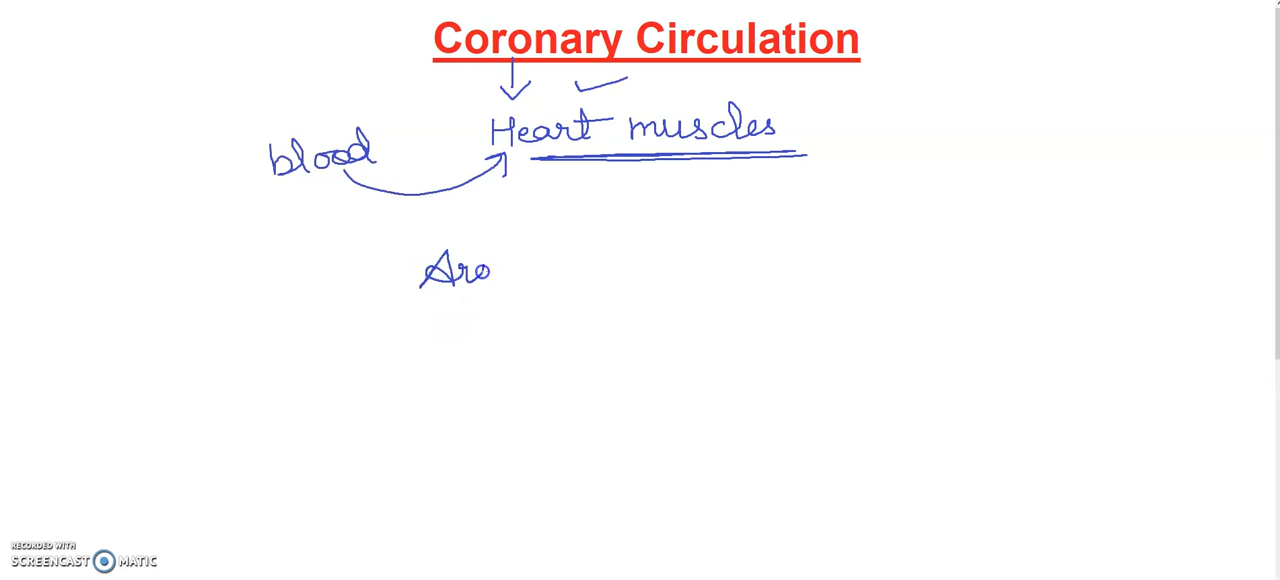 Coronary Circulation
Heart muscles
blood
Aro
RECORDED WITH
SCREENCAST MATIC